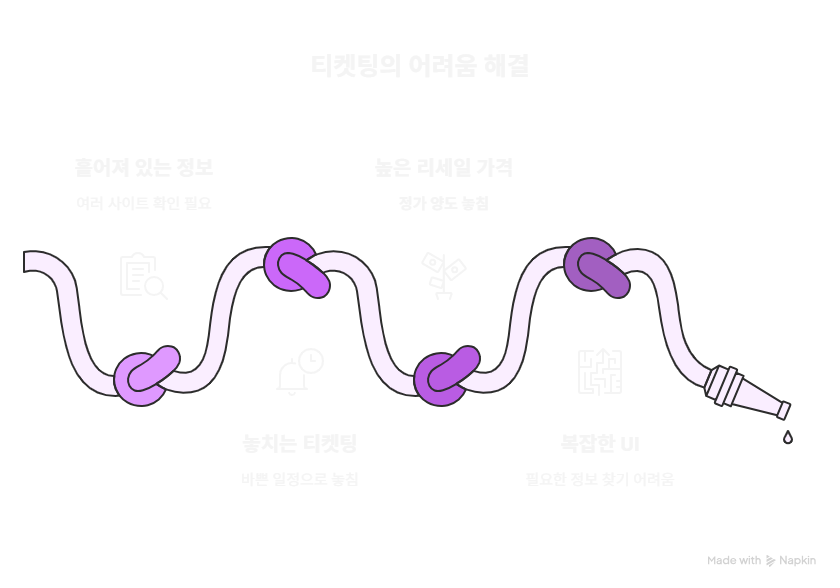 티켓팅의 어려움 해결
흩어져 있는 정보
여러 사이트 확인 필요
높은 리세일 가격
정가 양도 놓침
놓치는 티켓팅
바쁜 일정으로 놓침
복잡한 UI
필요한 정보 찾기 어려움
Made with Napkin